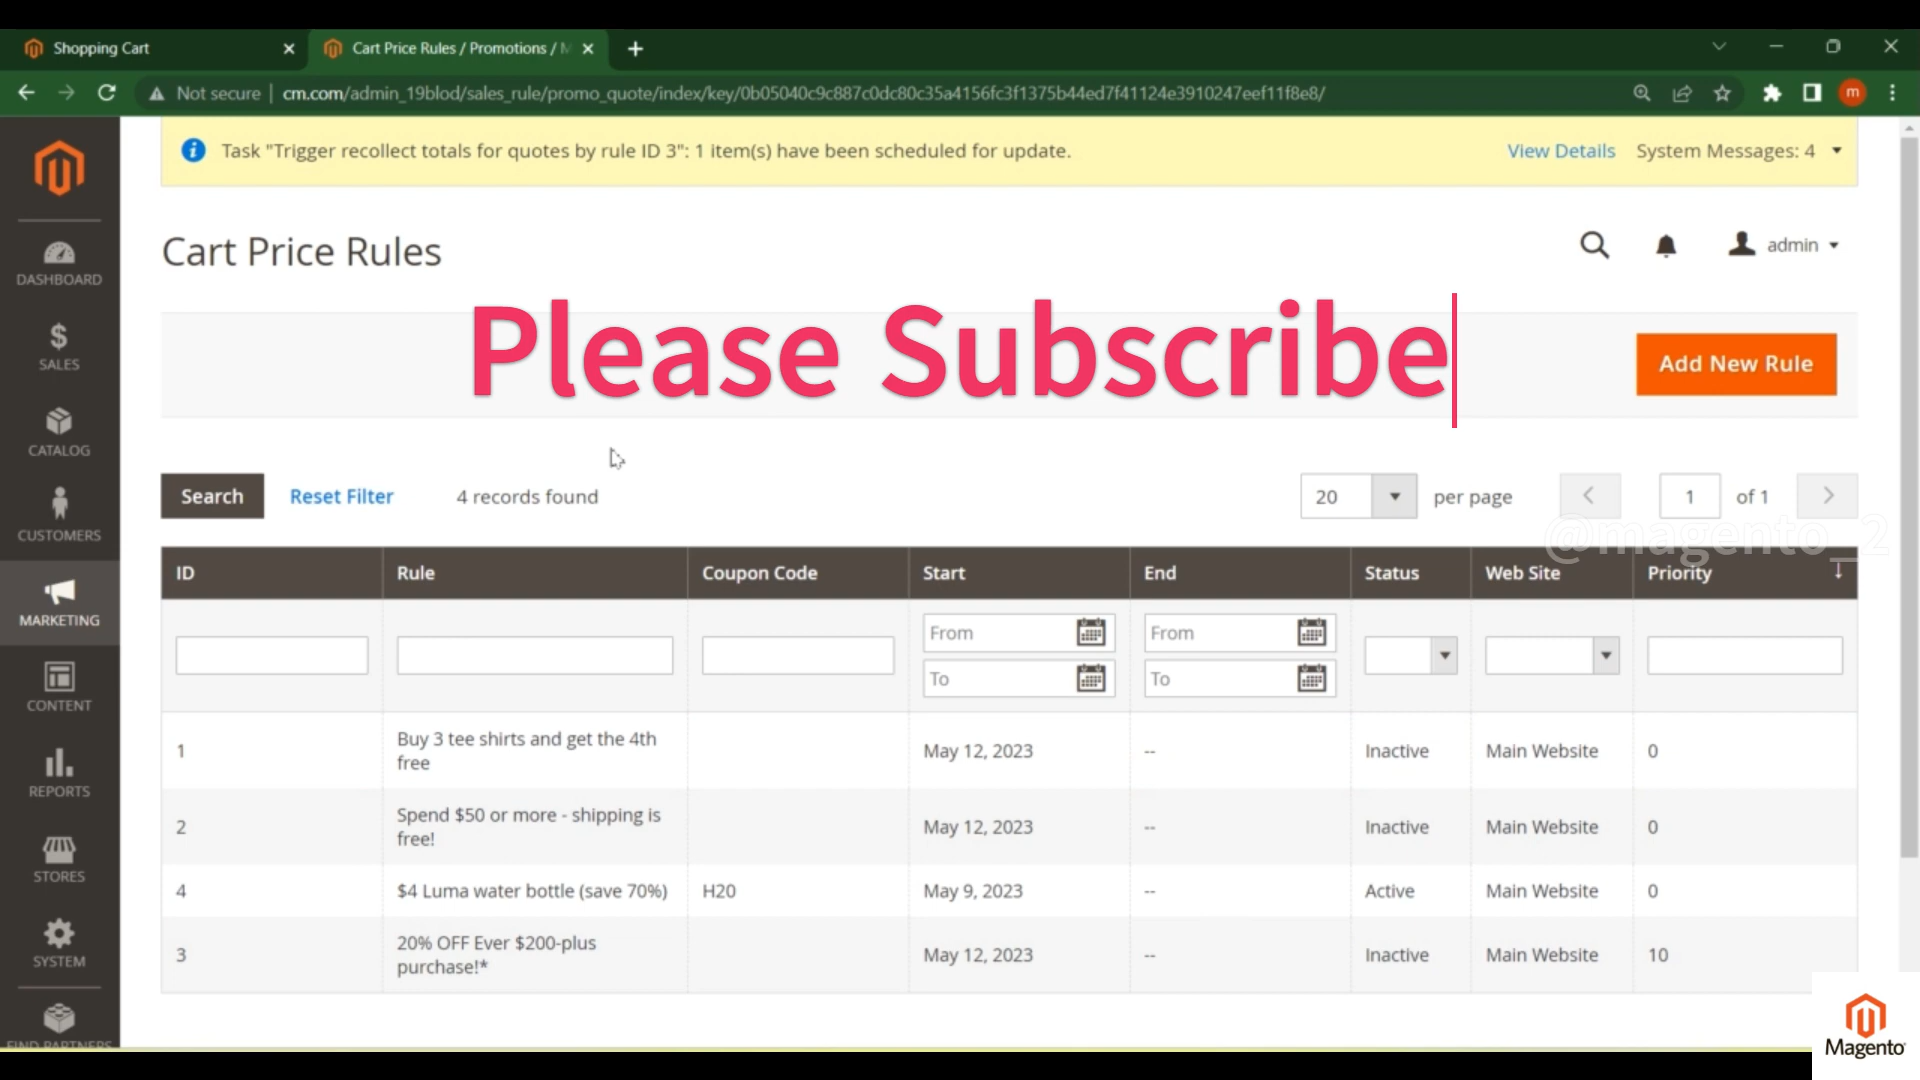 Shopping Cart
Cart Price Rules / Promotions / M
Not secure
cm.com/admin_19blod/sales_rule/promo_quote/index/key/0b05040c9c887c0dc80c35a4156fc3f1375b44ed7f41124e3910247eef11f8e8/
m
Task "Trigger recollect totals for quotes by rule ID 3": 1 item(s) have been scheduled for update.
View Details
System Messages: 4
Cart Price Rules
admin
Please Subscribe
Add New Rule
Search
Reset Filter
4 records found
20
per page
1
of 1
@magento_2
ID Rule Coupon Code Start End Status Web Site Priority
From From
To To
1 Buy 3 tee shirts and get the 4th May 12, 2023 -- Inactive Main Website 0
free
2 Spend $50 or more - shipping is May 12, 2023 -- Inactive Main Website 0
free!
4 $4 Luma water bottle (save 70%) H20 May 9, 2023 -- Active Main Website 0
3 20% OFF Ever $200-plus May 12, 2023 -- Inactive Main Website 10
purchase!*
DASHBOARD
SALES
CATALOG
CUSTOMERS
MARKETING
CONTENT
REPORTS
STORES
SYSTEM
FIND PARTNERS
Magento